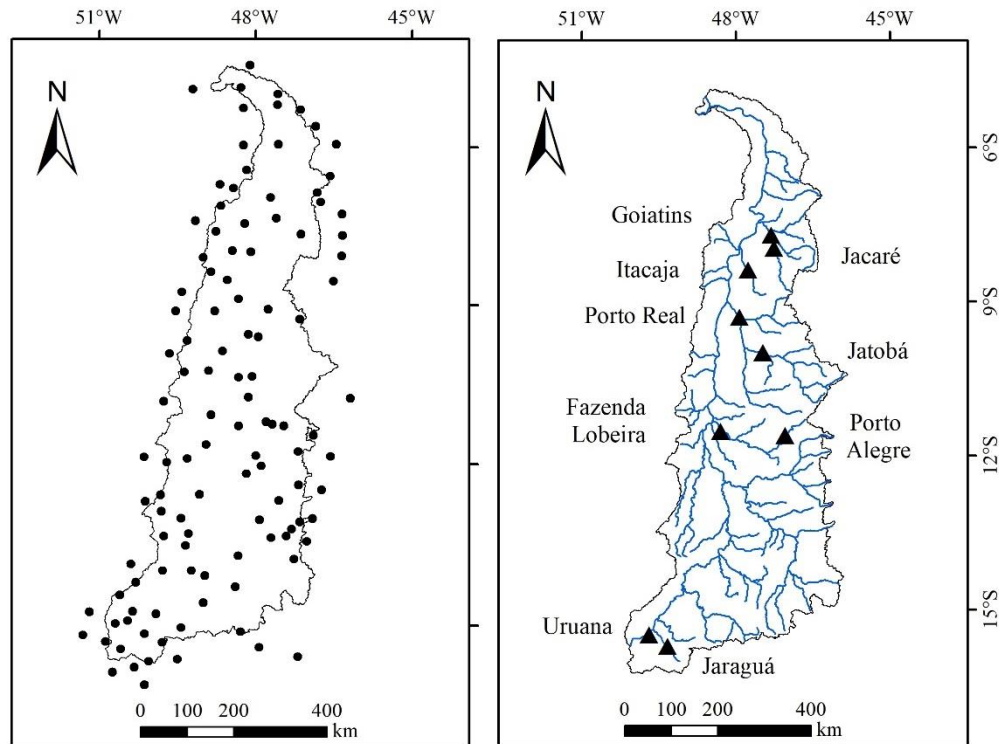 51°W 48°W 45°W
51°W 48°W 45°W
N
N
6°S
Goiatins
Jacaré
Itacaja
9°S
Porto Real
Jatobá
Fazenda
Lobeira
Porto
Alegre
12°S
15°S
Uruana
Jaraguá
0 100 200 400
km
0 100 200 400
km